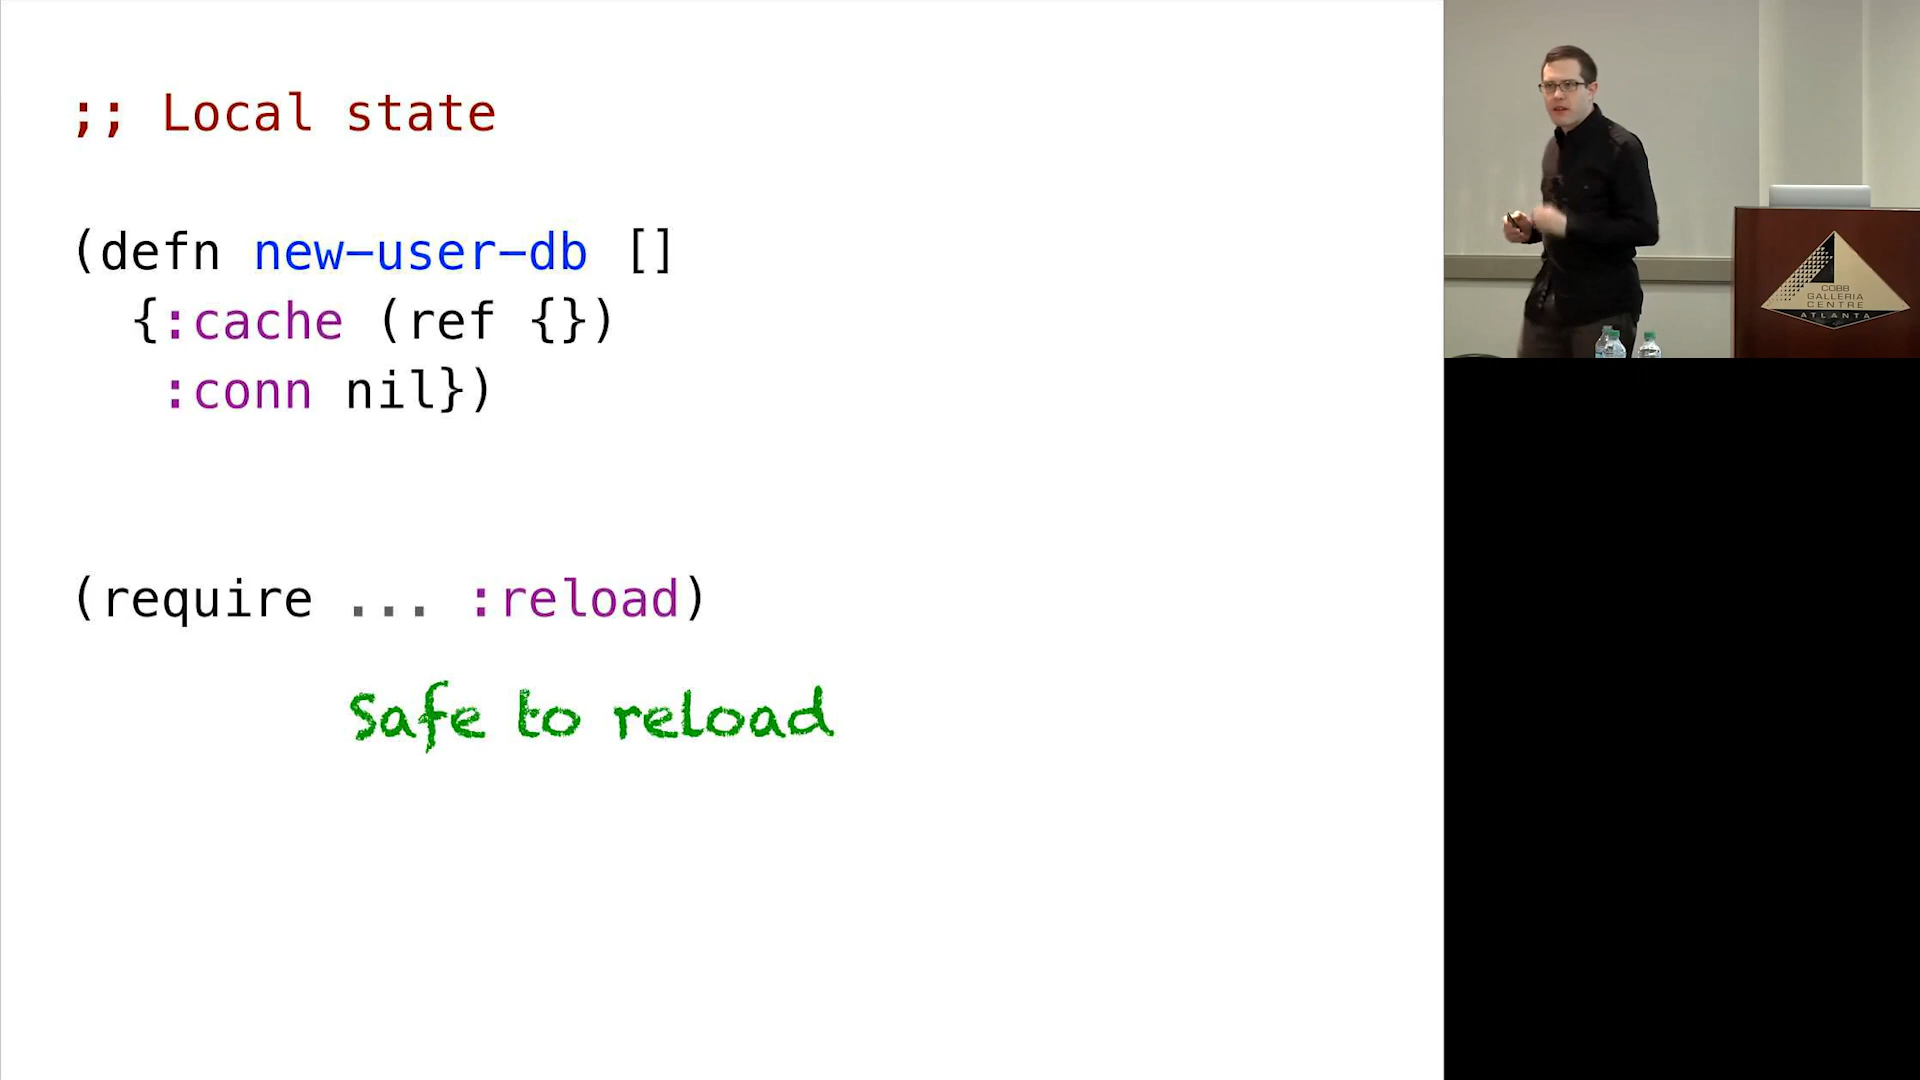 ;; Local state
(defn new-user-db []
{:cache (ref {})
:conn nil})
(require ... :reload)
Safe to reload
COBB
GALLERIA
CENTRE
ATLANTA